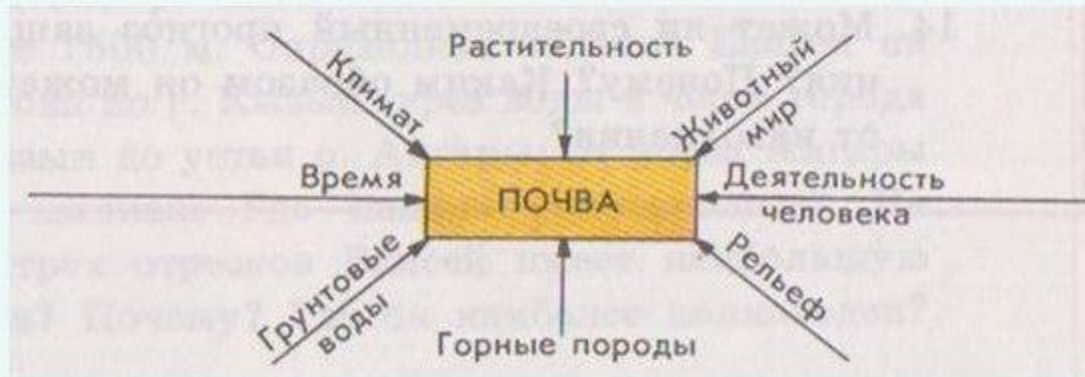 Растительность
Климат
Животный
мир
Время
ПОЧВА
Деятельность
человека
Грунтовые
воды
Горные породы
Рельеф